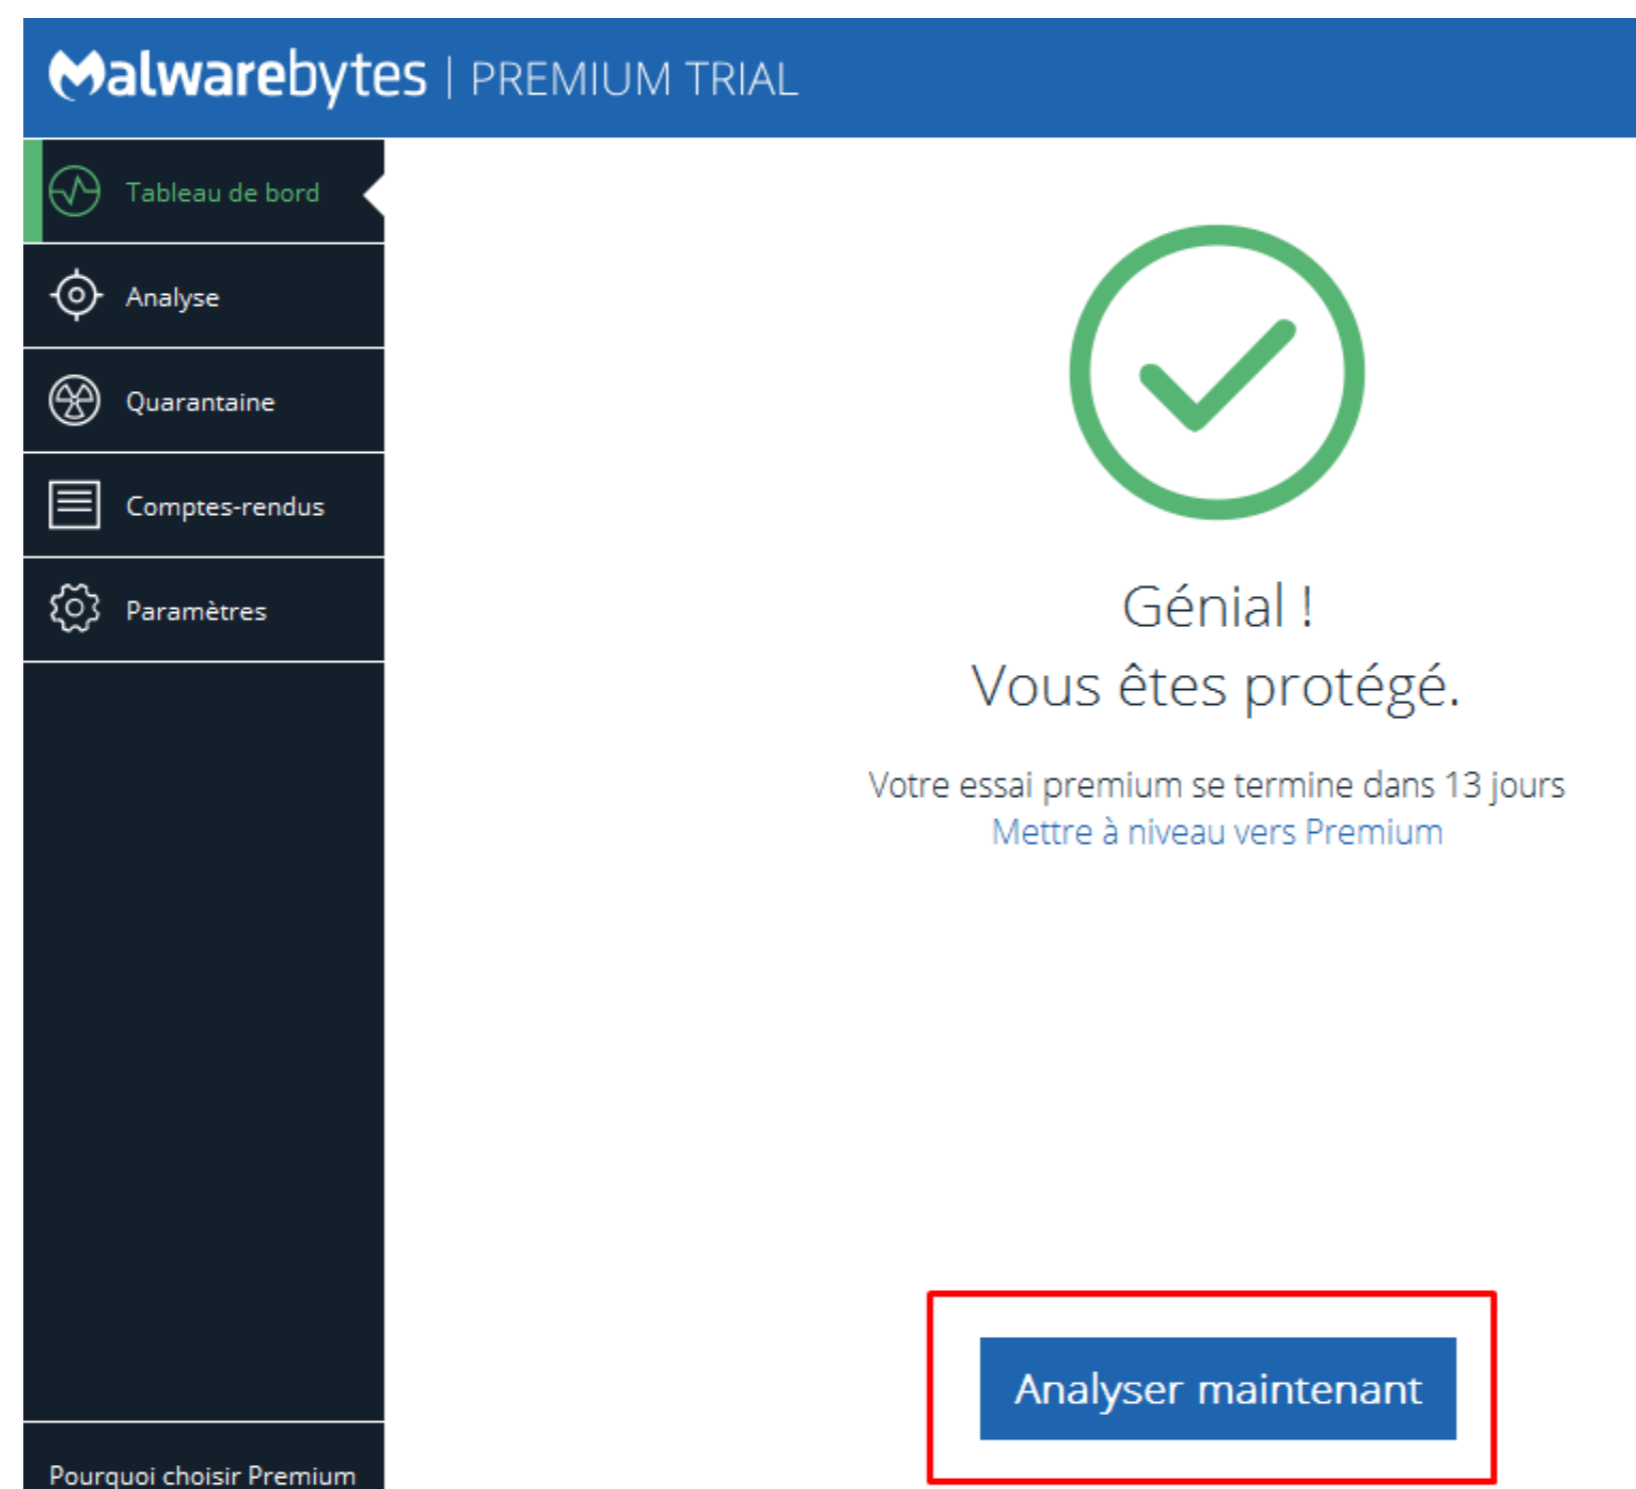 Malwarebytes | PREMIUM TRIAL
Tableau de bord
Analyse
Quarantaine
Comptes-rendus
Paramètres
Génial !
Vous êtes protégé.
Votre essai premium se termine dans 13 jours
Mettre à niveau vers Premium
Analyser maintenant
Pourquoi choisir Premium